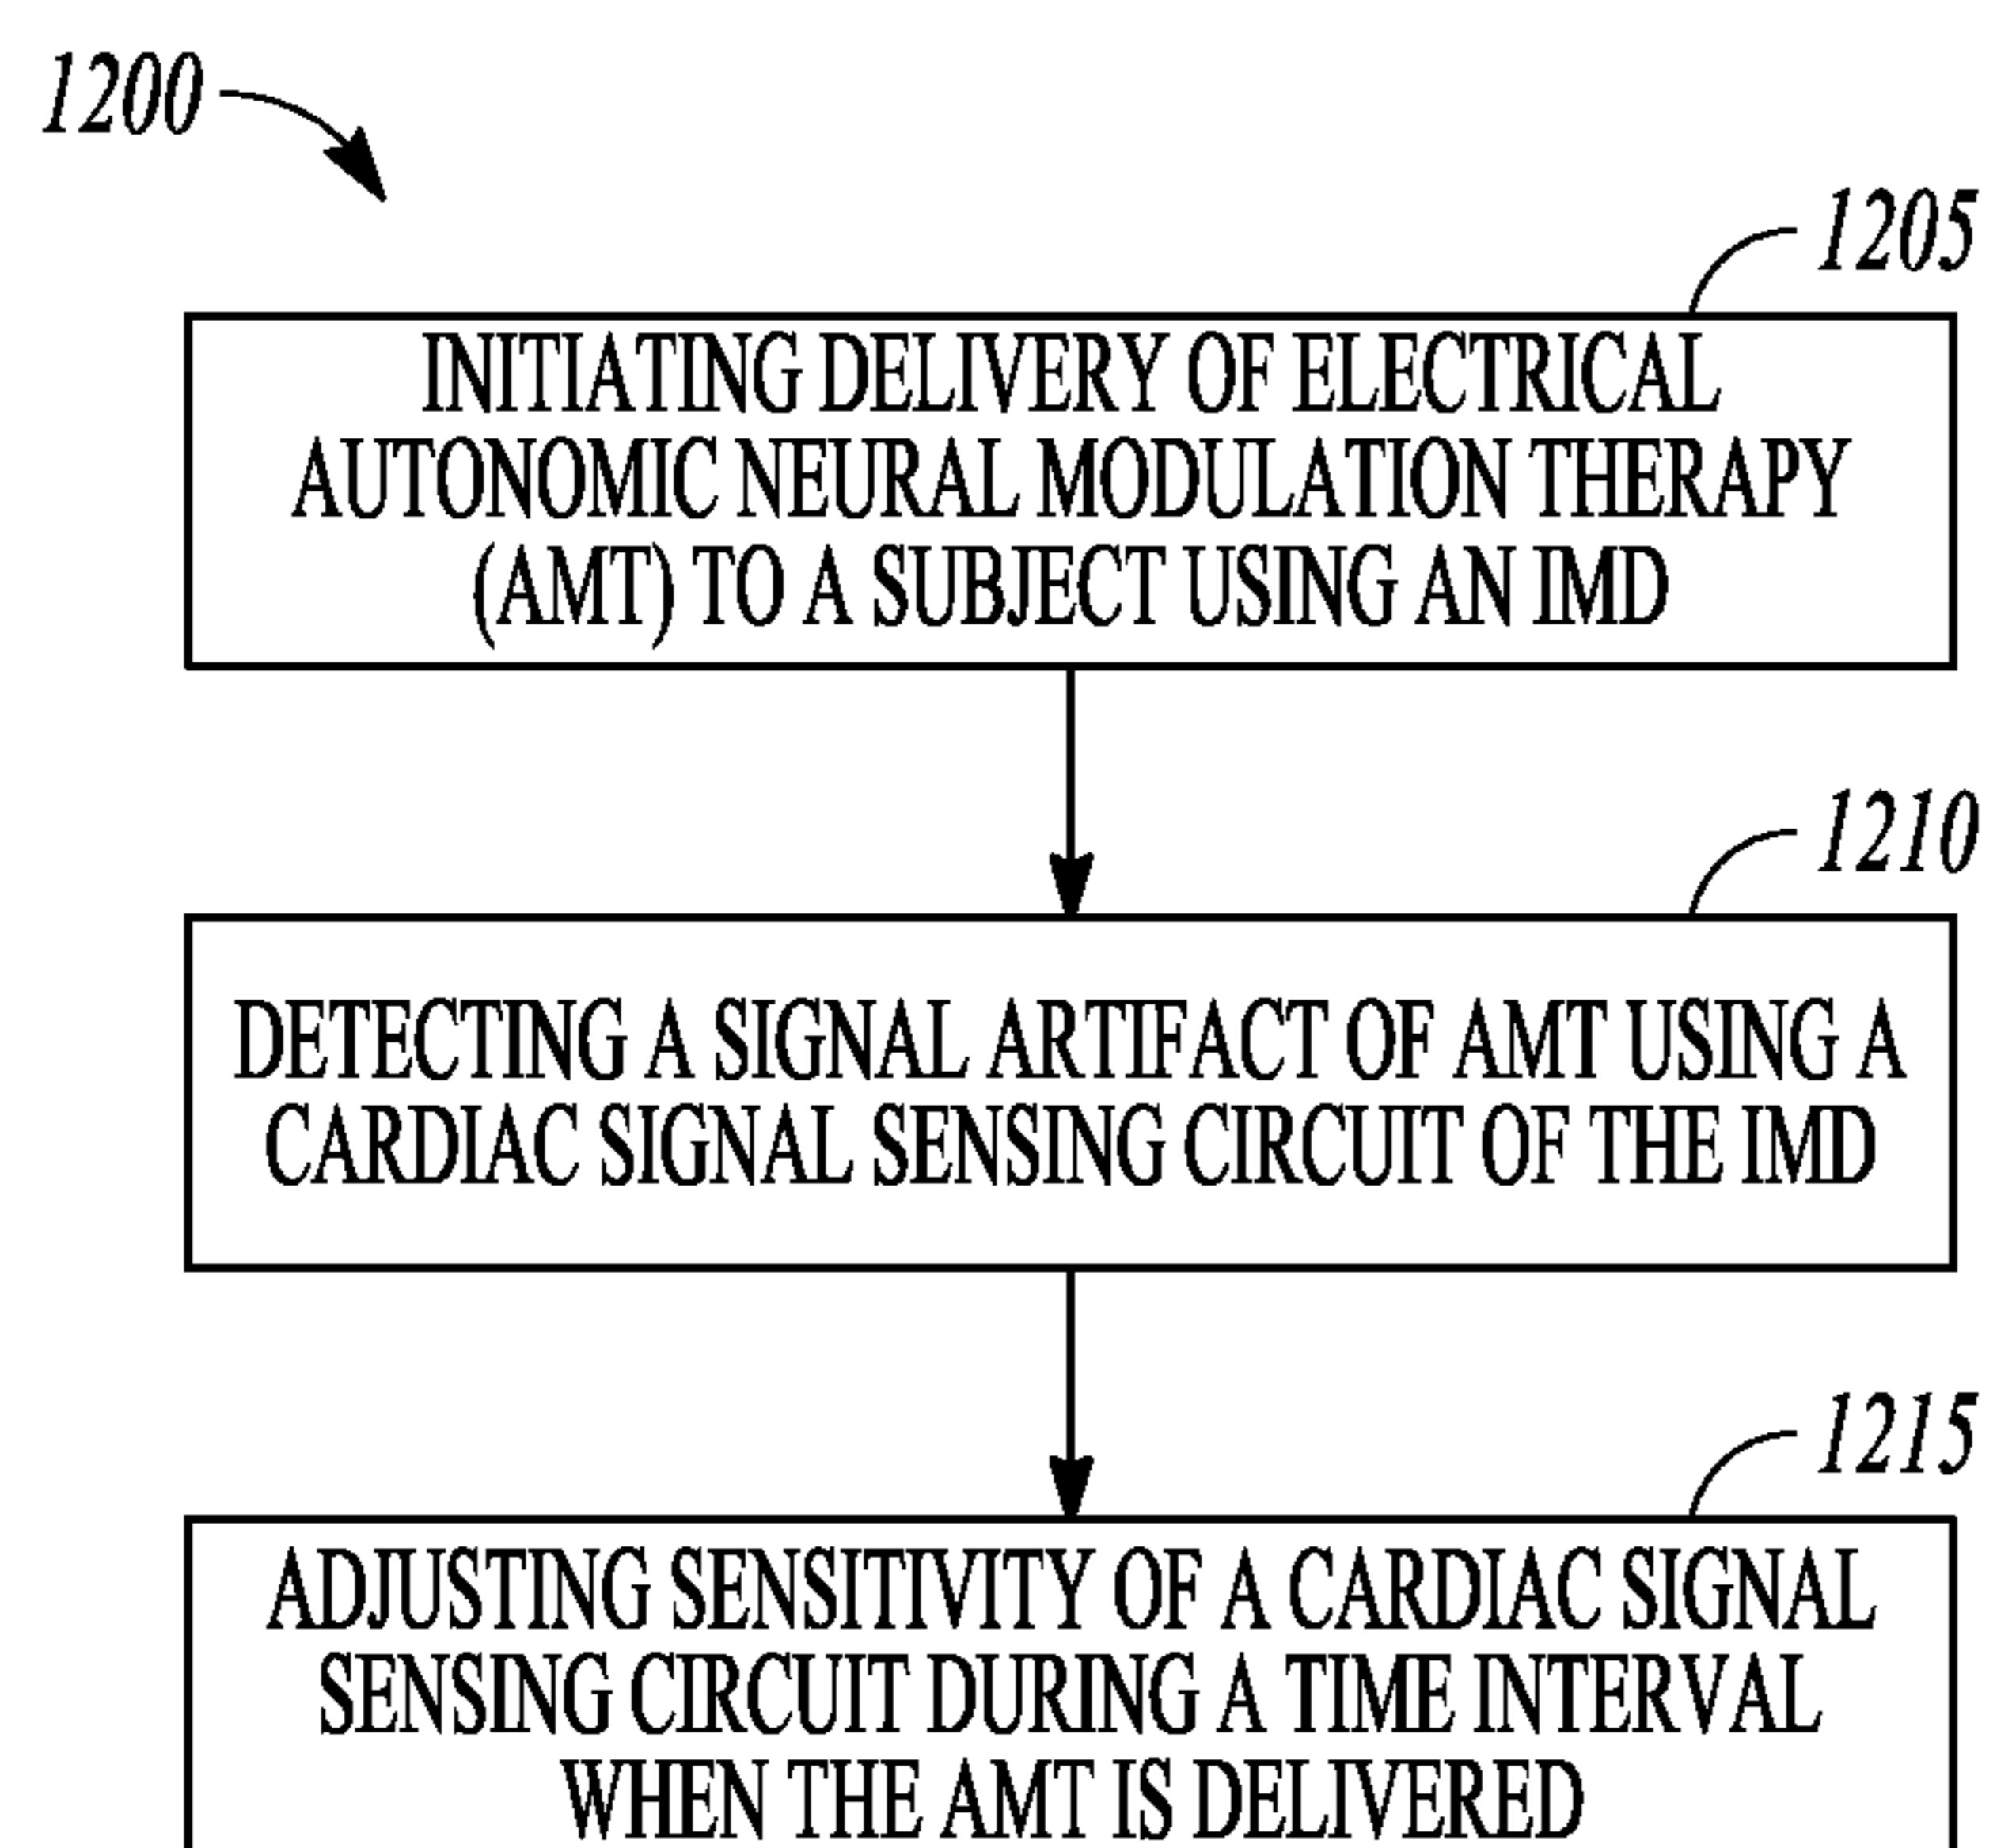 1200
1205
INITIATING DELIVERY OF ELECTRICAL
AUTONOMIC NEURAL MODULATION THERAPY
(AMT) TO A SUBJECT USING AN IMD
1210
DETECTING A SIGNAL ARTIFACT OF AMT USING A
CARDIAC SIGNAL SENSING CIRCUIT OF THE IMD
1215
ADJUSTING SENSITIVITY OF A CARDIAC SIGNAL
SENSING CIRCUIT DURING A TIME INTERVAL
WHEN THE AMT IS DELIVERED